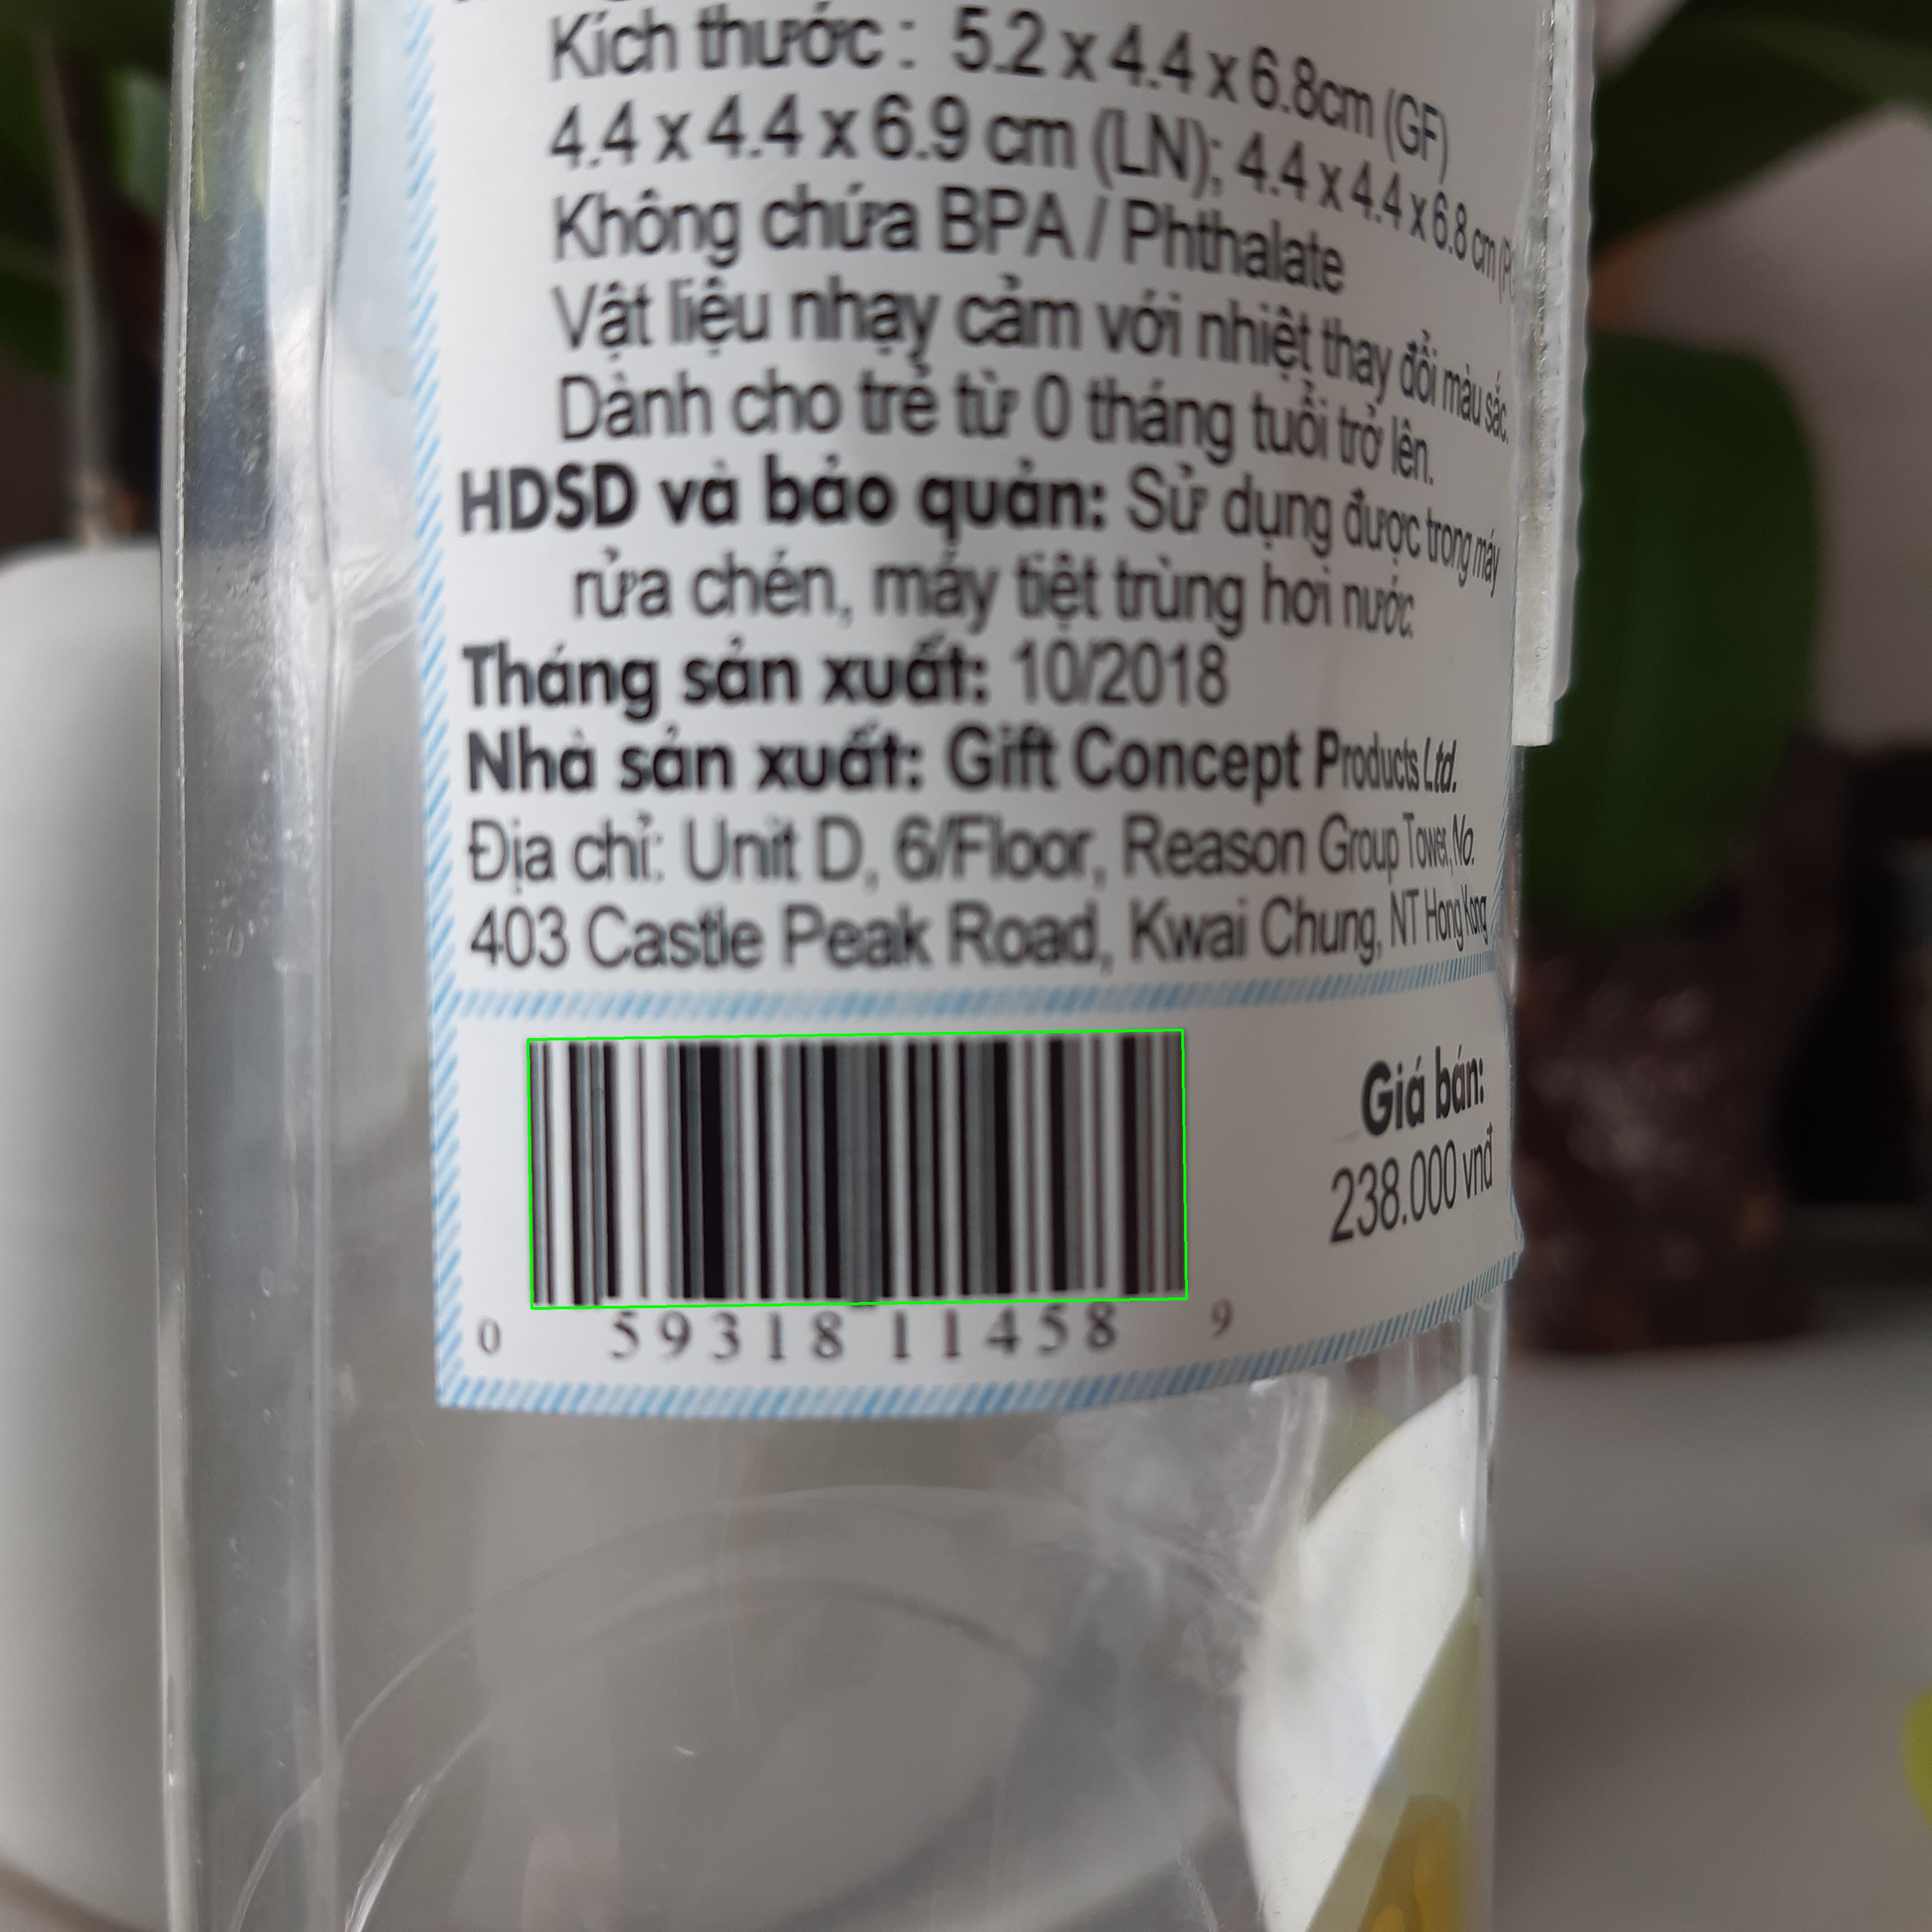 Kích thước : 5.2 x 4.4 x 6.8cm (GF)
4.4 x 4.4 x 6.9 cm (LN); 4.4 x 4.4 x 6.8 cm
Không chứa BPA / Phthalate
Vật liệu nhạy cảm với nhiệt thay đổi màu sắc.
Dành cho trẻ từ 0 tháng tuổi trở lên.
HDSD và bảo quản: Sử dụng được trong máy
rửa chén, máy tiệt trùng hơi nước.
Tháng sản xuất: 10/2018
Nhà sản xuất: Gift Concept Products Ltd.
Địa chỉ: Unit D, 6/Floor, Reason Group Tower, No.
403 Castle Peak Road, Kwai Chung, NT Hong Kong
Giá bán:
238.000 vnđ
0 59318 11458 9